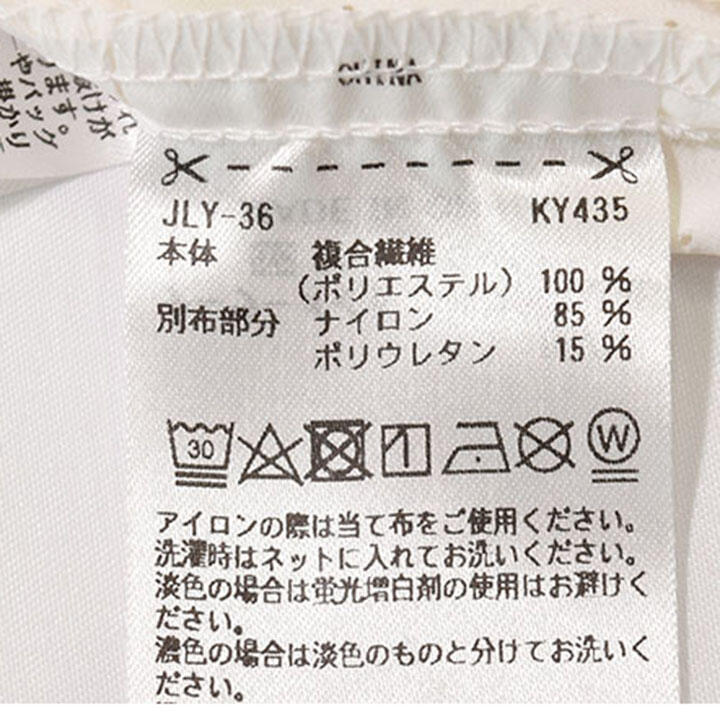 JLY-36 KY435
本体 複合繊維
(ポリエステル) 100 %
別布部分 ナイロン 85 %
ポリウレタン 15 %
30
W
アイロンの際は当て布をご使用ください。
洗濯時はネットに入れてお洗いください。
淡色の場合は蛍光増白剤の使用はお避けく
ださい。
濃色の場合は淡色のものと分けてお洗いく
ださい。